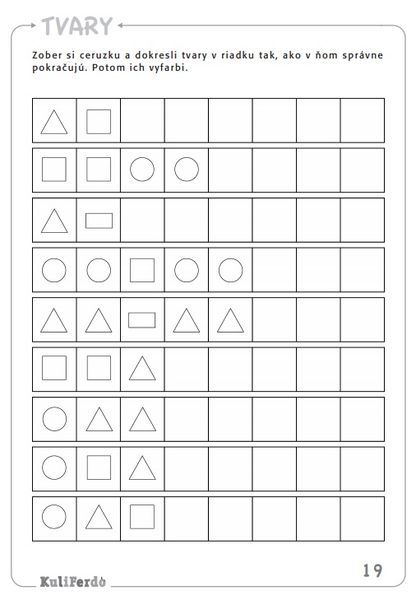 TVARY
Zober si ceruzku a dokresli tvary v riadku tak, ako v ňom správne
pokračujú. Potom ich vyfarbi.
19
KuliFerdo